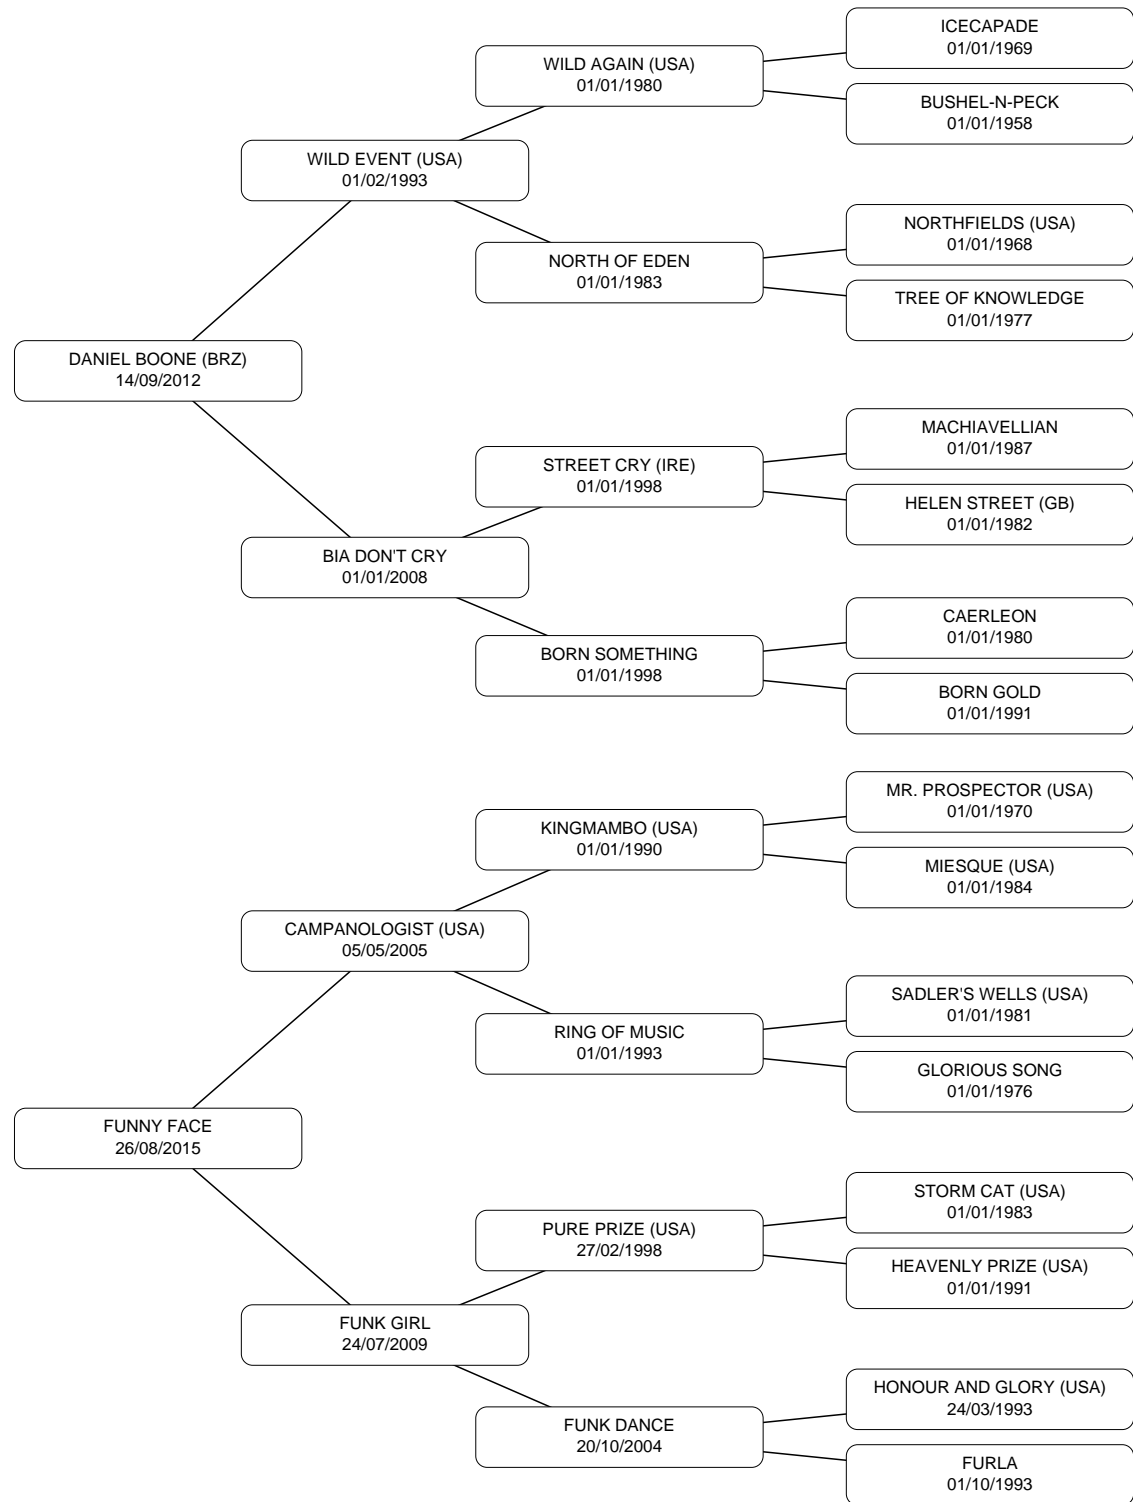 ICECAPADE
01/01/1969
WILD AGAIN (USA)
01/01/1980
BUSHEL-N-PECK
01/01/1958
WILD EVENT (USA)
01/02/1993
NORTHFIELDS (USA)
01/01/1968
NORTH OF EDEN
01/01/1983
TREE OF KNOWLEDGE
01/01/1977
DANIEL BOONE (BRZ)
14/09/2012
MACHIAVELLIAN
01/01/1987
STREET CRY (IRE)
01/01/1998
HELEN STREET (GB)
01/01/1982
BIA DON'T CRY
01/01/2008
CAERLEON
01/01/1980
BORN SOMETHING
01/01/1998
BORN GOLD
01/01/1991
MR. PROSPECTOR (USA)
01/01/1970
KINGMAMBO (USA)
01/01/1990
MIESQUE (USA)
01/01/1984
CAMPANOLOGIST (USA)
05/05/2005
SADLER'S WELLS (USA)
01/01/1981
RING OF MUSIC
01/01/1993
GLORIOUS SONG
01/01/1976
FUNNY FACE
26/08/2015
STORM CAT (USA)
01/01/1983
PURE PRIZE (USA)
27/02/1998
HEAVENLY PRIZE (USA)
01/01/1991
FUNK GIRL
24/07/2009
HONOUR AND GLORY (USA)
24/03/1993
FUNK DANCE
20/10/2004
FURLA
01/10/1993